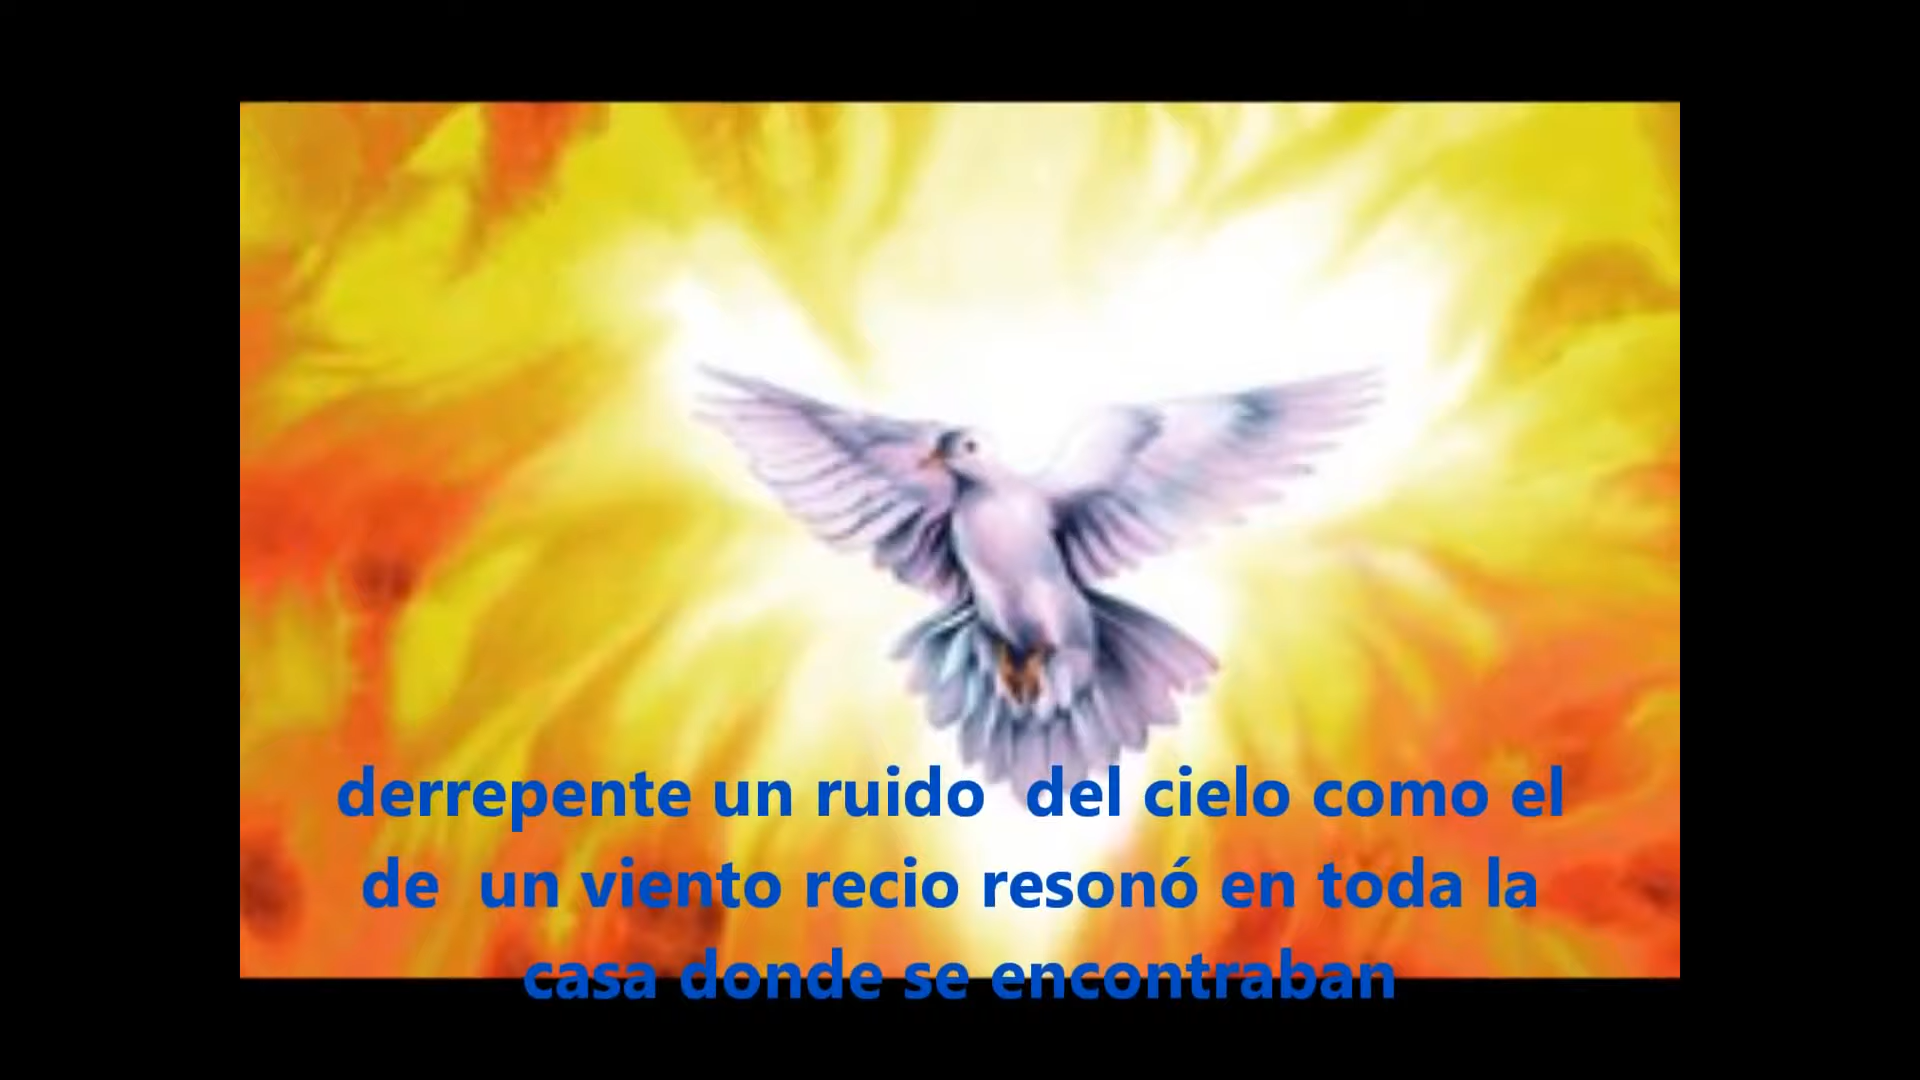 derrepente un ruido  del cielo como el
de  un viento recio resonó en toda la
casa donde se encontraban